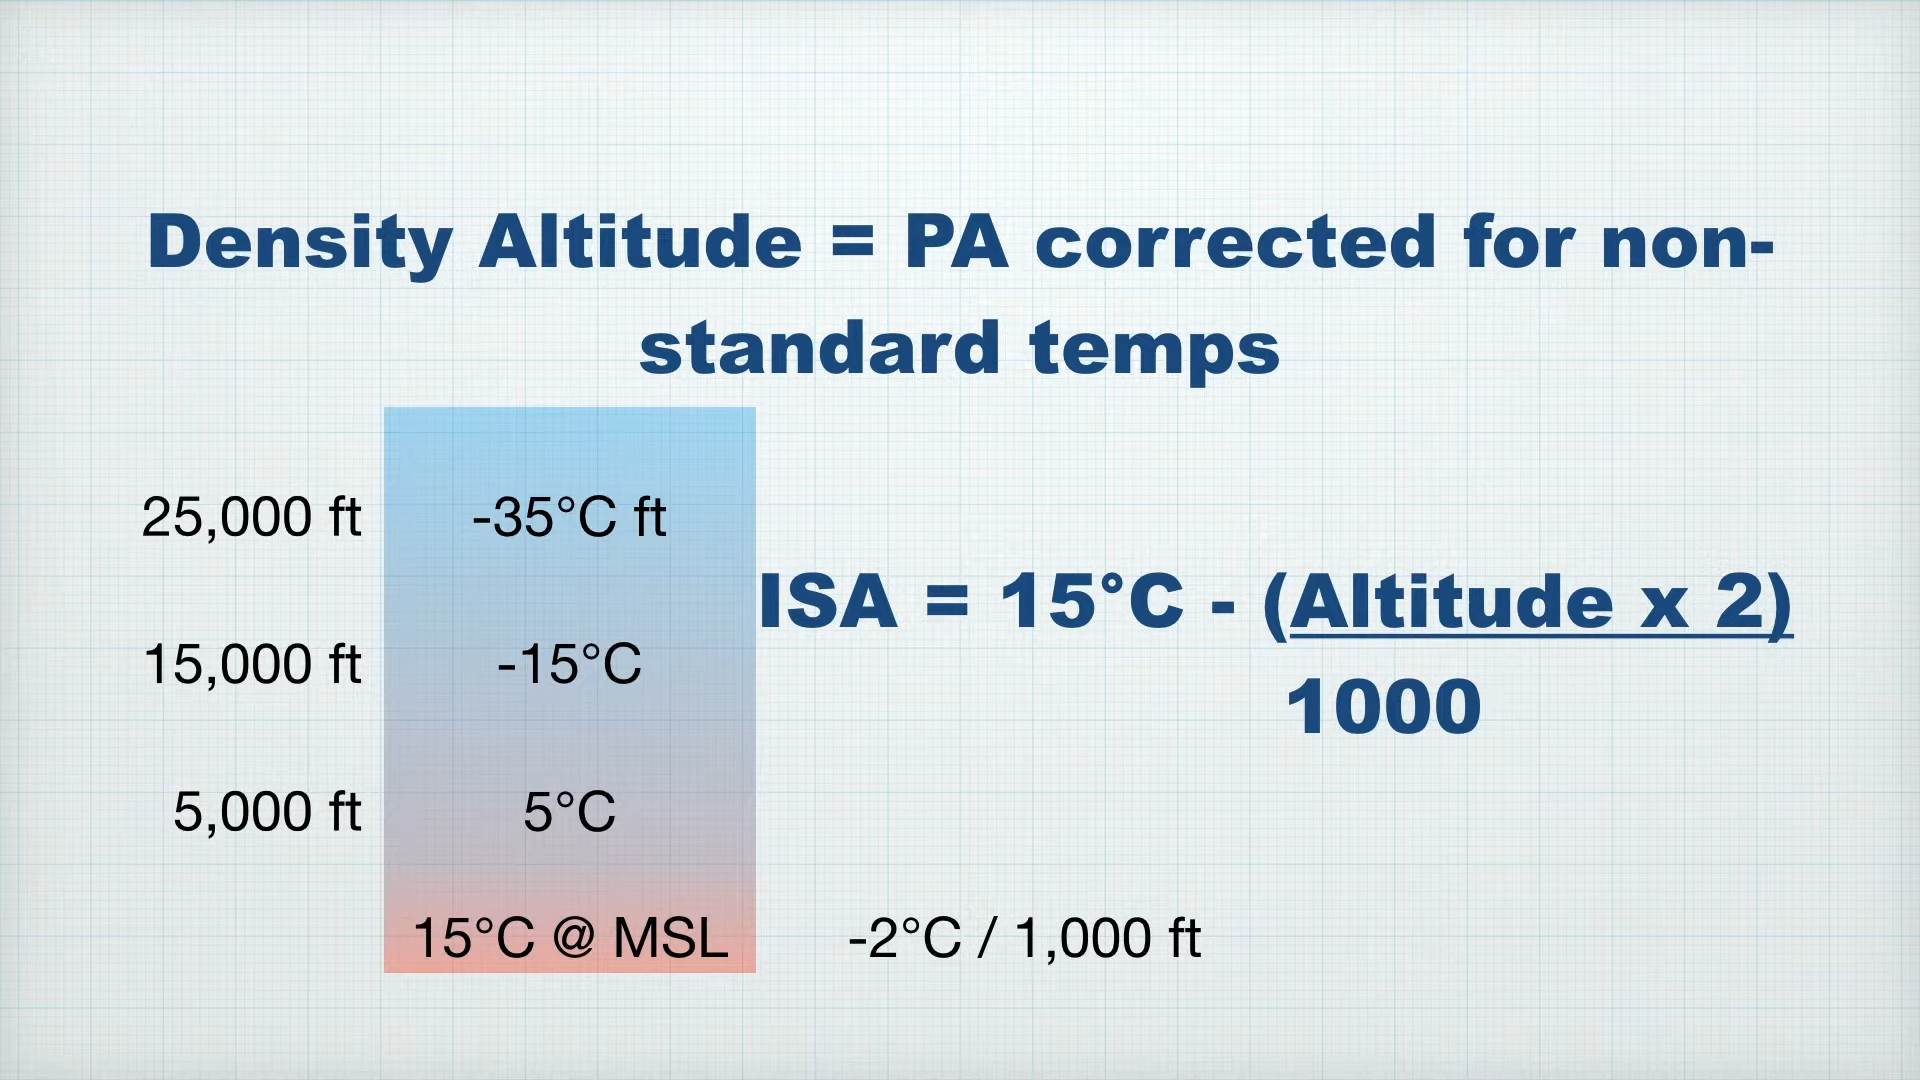 Density Altitude = PA corrected for non-
standard temps
25,000 ft -35°C ft
ISA = 15°C - (Altitude x 2)
1000
15,000 ft -15°C
5,000 ft 5°C
15°C @ MSL -2°C / 1,000 ft